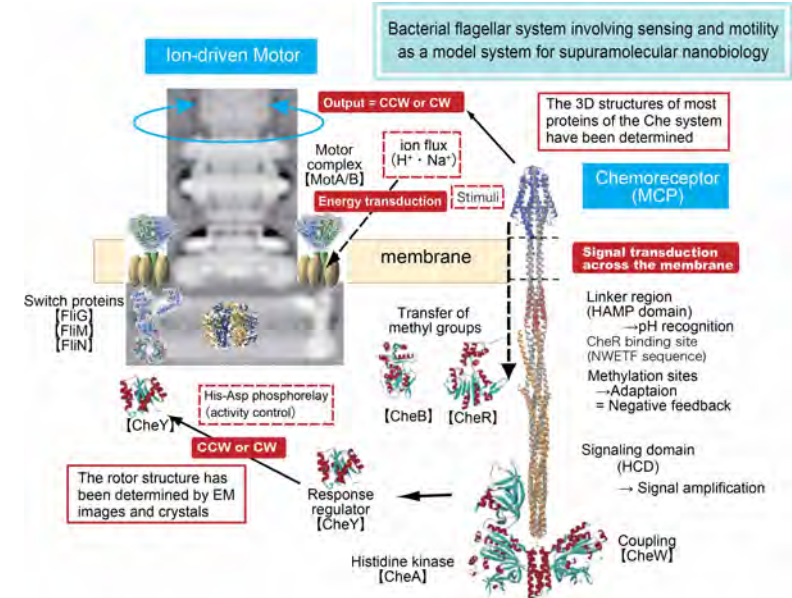 Bacterial flagellar system involving sensing and motility
as a model system for supuramolecular nanobiology
Ion-driven Motor
Output = CCW or CW
The 3D structures of most
proteins of the Che system
have been determined
Motor
complex
【MotA/B】
ion flux
(H⁺・Na⁺)
Energy transduction
Stimuli
Chemoreceptor
(MCP)
membrane
Signal transduction
across the membrane
Switch proteins
【FliG】
【FliM】
【FliN】
Transfer of
methyl groups
【CheB】
【CheR】
Linker region
(HAMP domain)
→pH recognition
CheR binding site
(NWETF sequence)
Methylation sites
→Adaptaion
= Negative feedback
【CheY】
His-Asp phosphorelay
(activity control)
CCW or CW
The rotor structure has
been determined by EM
images and crystals
Response
regulator
【CheY】
Signaling domain
(HCD)
→ Signal amplification
Histidine kinase
【CheA】
Coupling
【CheW】